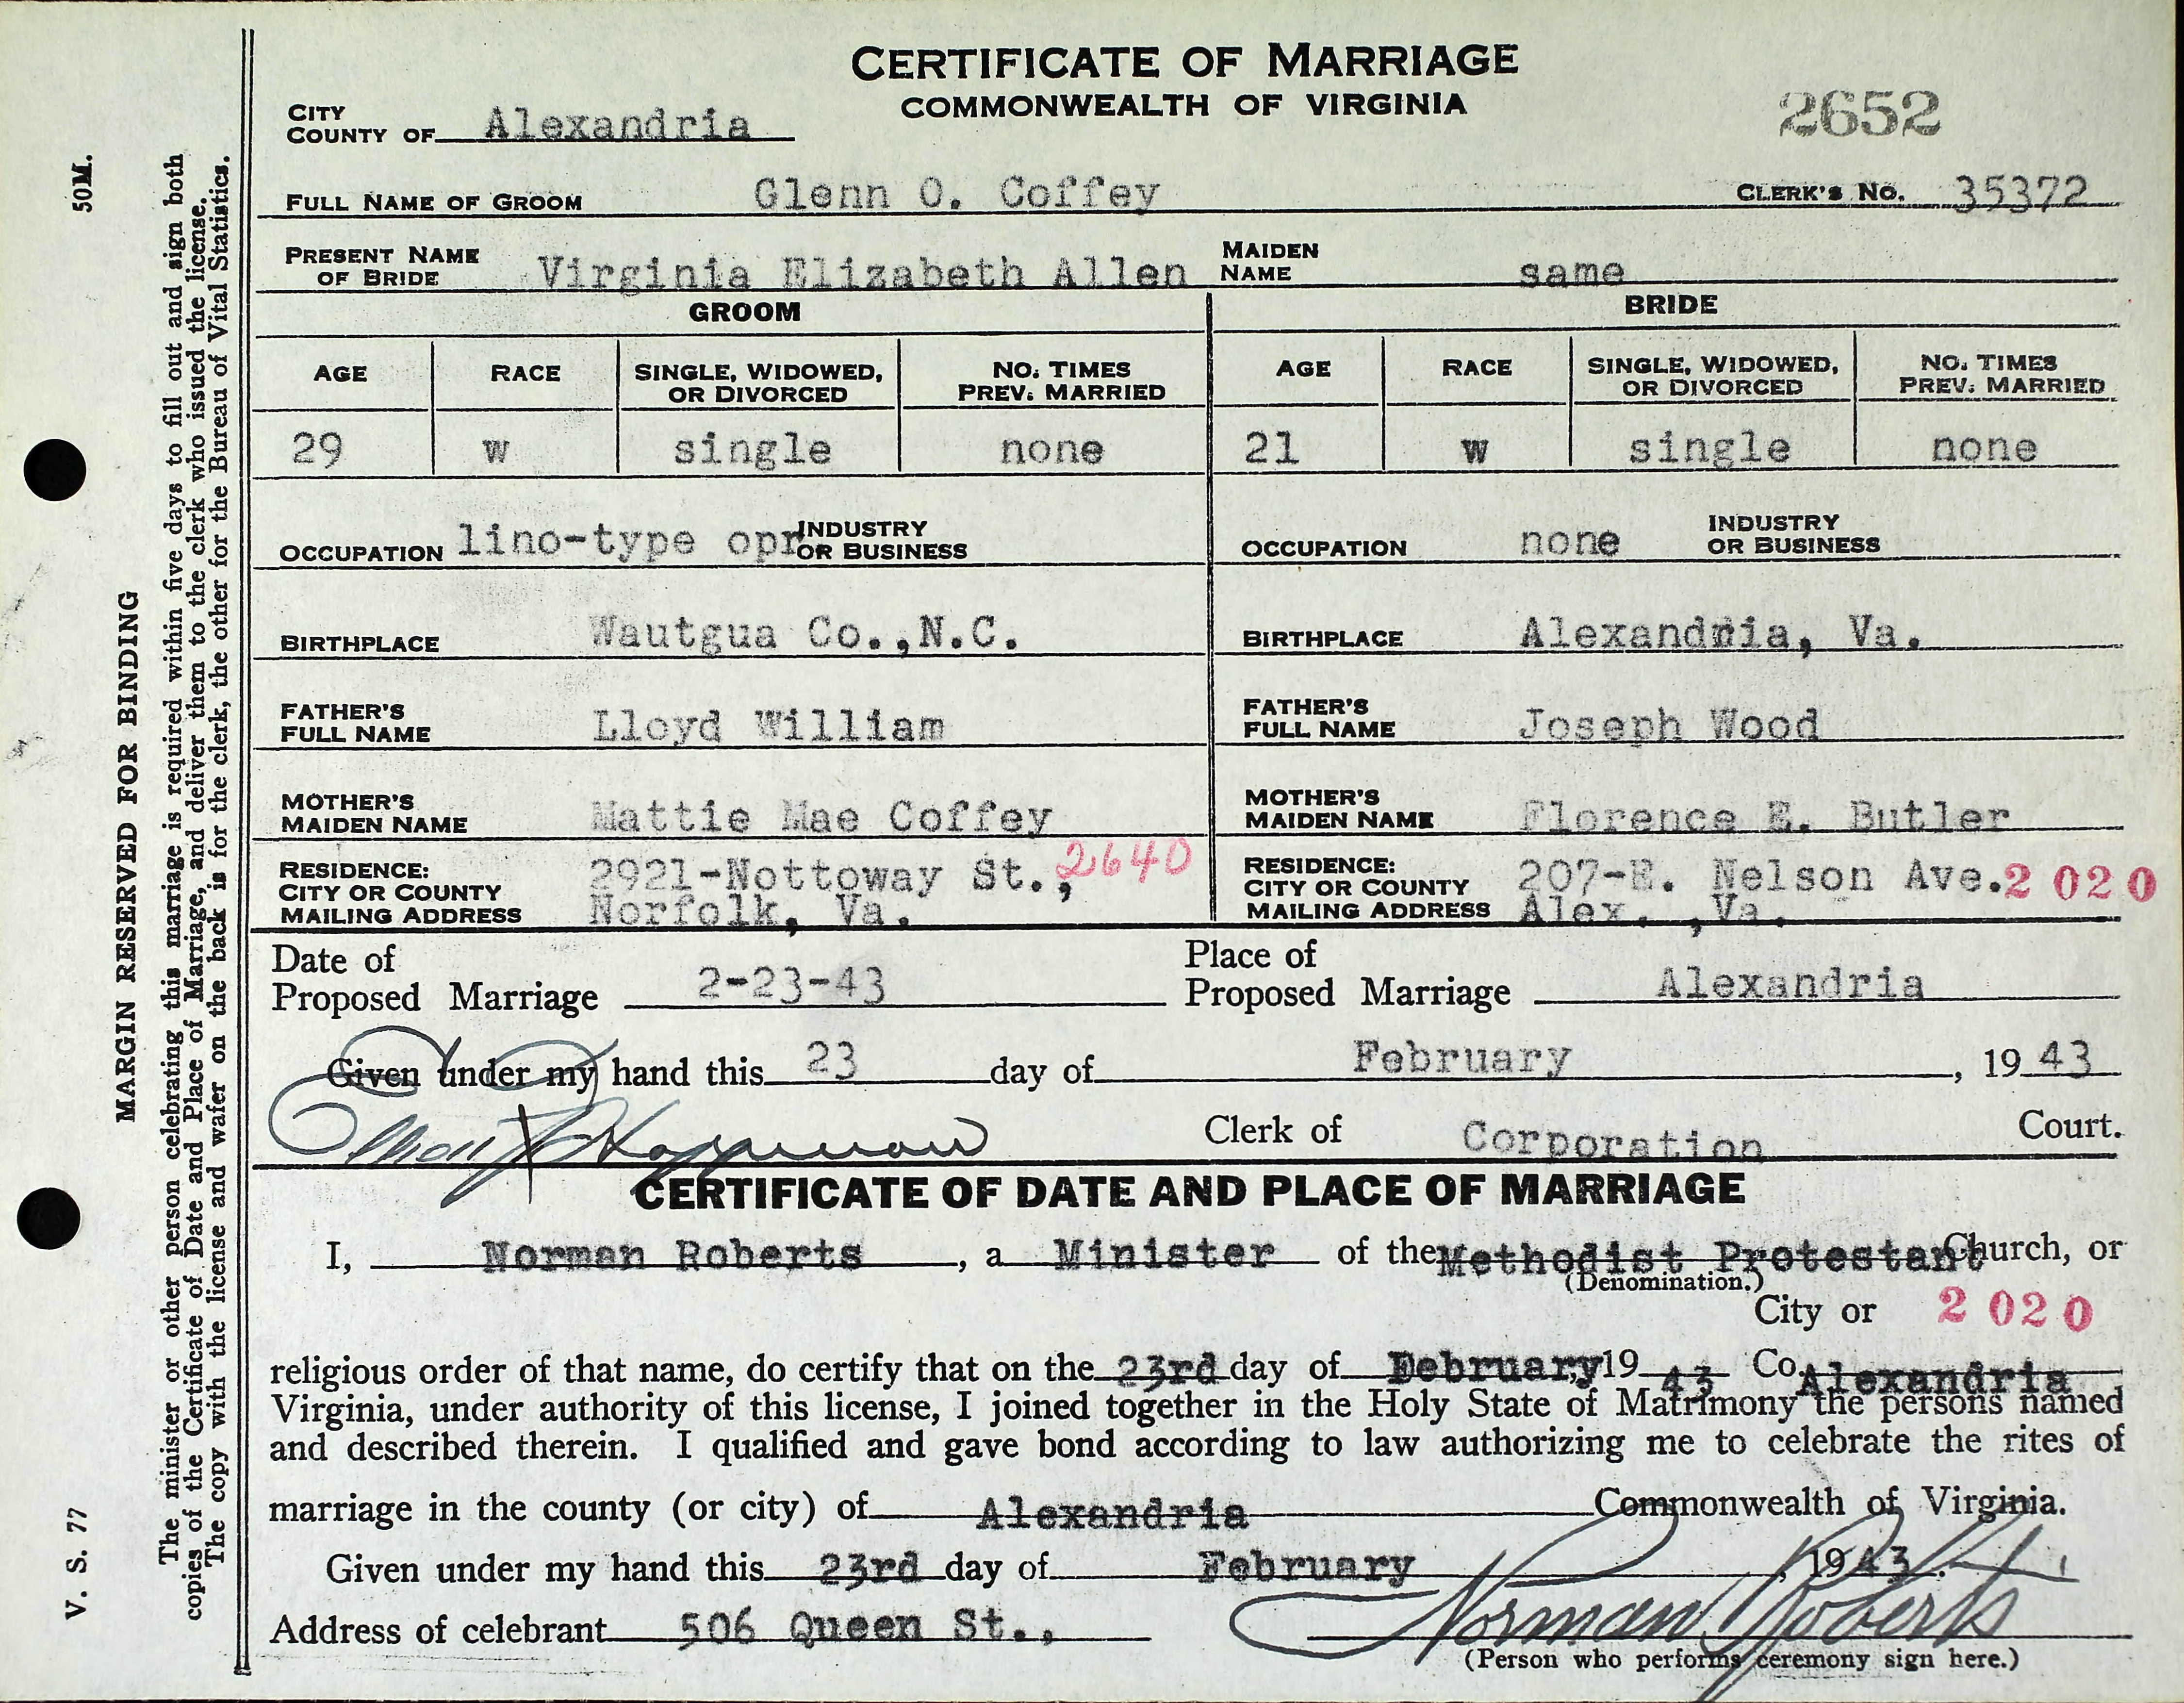 CERTIFICATE OF MARRIAGE
COMMONWEALTH OF VIRGINIA
2652
CITY
COUNTY OF Alexandria
FULL NAME OF GROOM Glenn O. Coffey CLERK'S NO. 35372
PRESENT NAME OF BRIDE Virginia Elizabeth Allen MAIDEN NAME same
GROOM BRIDE
AGE RACE SINGLE, WIDOWED, OR DIVORCED NO. TIMES PREV. MARRIED AGE RACE SINGLE, WIDOWED, OR DIVORCED NO. TIMES PREV. MARRIED
29 w single none 21 w single none
OCCUPATION lino-type opr INDUSTRY OR BUSINESS OCCUPATION none INDUSTRY OR BUSINESS
BIRTHPLACE Wautgua Co.,N.C. BIRTHPLACE Alexandria, Va.
FATHER'S FULL NAME Lloyd William FATHER'S FULL NAME Joseph Wood
MOTHER'S MAIDEN NAME Mattie Mae Coffey MOTHER'S MAIDEN NAME Florence E. Butler
RESIDENCE: CITY OR COUNTY MAILING ADDRESS 2921-Nottoway St., 2640 Norfolk, Va. RESIDENCE: CITY OR COUNTY MAILING ADDRESS 207-E. Nelson Ave. 2020 Alex. ,Va.
Date of Proposed Marriage 2-23-43 Place of Proposed Marriage Alexandria
Given under my hand this 23 day of February, 19 43
Clerk of Corporation Court.
CERTIFICATE OF DATE AND PLACE OF MARRIAGE
I, Norman Roberts, a Minister of the Methodist Protestant Church, or
(Denomination.)
City or 2020
religious order of that name, do certify that on the 23rd day of February, 19 43 Co. Alexandria
Virginia, under authority of this license, I joined together in the Holy State of Matrimony the persons named
and described therein. I qualified and gave bond according to law authorizing me to celebrate the rites of
marriage in the county (or city) of Alexandria Commonwealth of Virginia.
Given under my hand this 23rd day of February, 1943.
Address of celebrant 506 Queen St., Norman Roberts
(Person who performs ceremony sign here.)
V. S. 77 MARGIN RESERVED FOR BINDING 50M.
The minister or other person celebrating this marriage is required within five days to fill out and sign both
copies of the Certificate of Date and Place of Marriage, and deliver them to the clerk who issued the license.
The copy with the license and wafer on the back is for the clerk, the other for the Bureau of Vital Statistics.